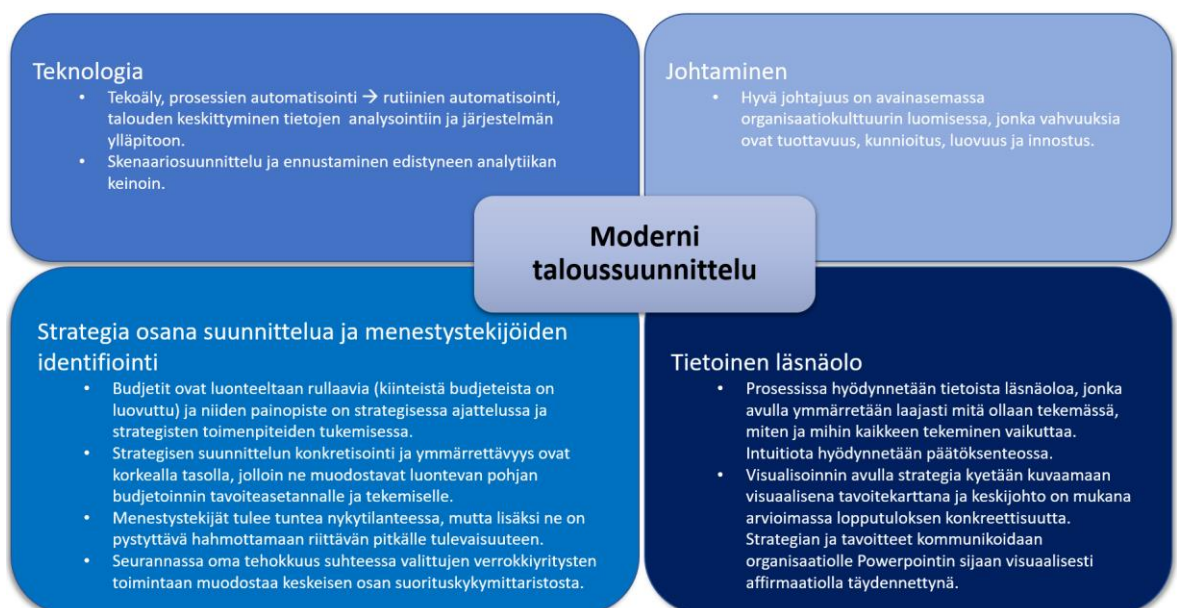 Teknologia
• Tekoäly, prosessien automatisointi → rutiinien automatisointi,
talouden keskittyminen tietojen analysointiin ja järjestelmän
ylläpitoon.
• Skenaariosuunnittelu ja ennustaminen edistyneen analytiikan
keinoin.
Johtaminen
• Hyvä johtajuus on avainasemassa
organisaatiokulttuurin luomisessa, jonka vahvuuksia
ovat tuottavuus, kunnioitus, luovuus ja innostus.
Moderni
taloussuunnittelu
Strategia osana suunnittelua ja menestystekijöiden
identifiointi
• Budjetit ovat luonteeltaan rullaavia (kiinteistä budjeteista on
luovuttu) ja niiden painopiste on strategisessa ajattelussa ja
strategisten toimenpiteiden tukemisessa.
• Strategisen suunnittelun konkretisointi ja ymmärrettävyys ovat
korkealla tasolla, jolloin ne muodostavat luontevan pohjan
budjetoinnin tavoiteasetannalle ja tekemiselle.
• Menestystekijät tulee tuntea nykytilanteessa, mutta lisäksi ne on
pystyttävä hahmottamaan riittävän pitkälle tulevaisuuteen.
• Seurannassa oma tehokkuus suhteessa valittujen verrokkiyritysten
toimintaan muodostaa keskeisen osan suorituskykymittaristosta.
Tietoinen läsnäolo
• Prosessissa hyödynnetään tietoista läsnäoloa, jonka
avulla ymmärretään laajasti mitä ollaan tekemässä,
miten ja mihin kaikkeen tekeminen vaikuttaa.
Intuitiota hyödynnetään päätöksenteossa.
• Visualisoinnin avulla strategia kyetään kuvaamaan
visuaalisena tavoitekarttana ja keskijohto on mukana
arvioimassa lopputuloksen konkreettisuutta.
Strategian ja tavoitteet kommunikoidaan
organisaatiolle Powerpointin sijaan visuaalisesti
affirmaatiolla täydennettynä.